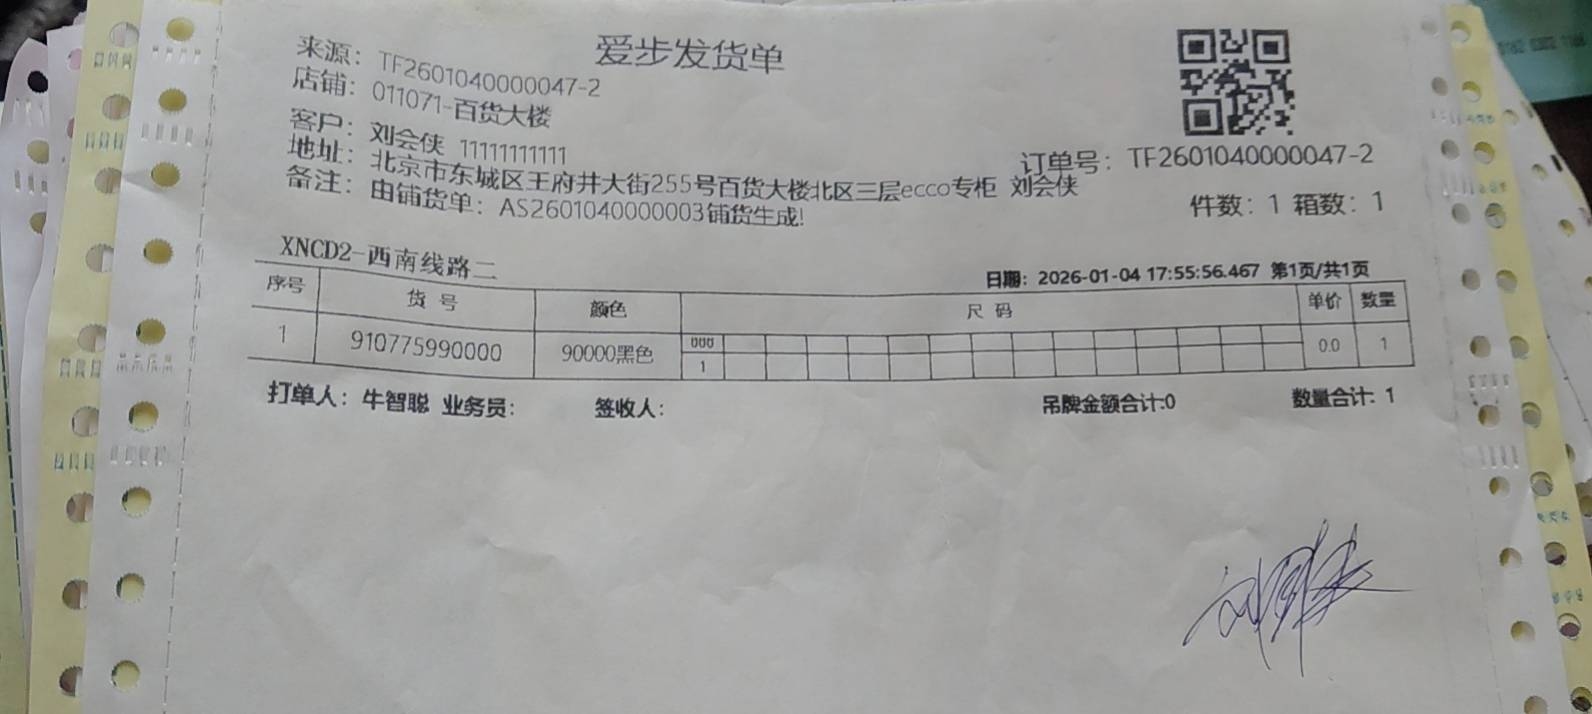 爱步发货单
来源：TF2601040000047-2
店铺：011071-百货大楼
客户：刘会侠 11111111111
地址：北京市东城区王府井大街255号百货大楼北区三层ecco专柜 刘会侠
备注：由铺货单：AS2601040000003铺货生成!
订单号：TF2601040000047-2
件数：1 箱数：1
XNCD2-西南线路二
日期：2026-01-04 17:55:56.467 第1页/共1页
序号 货号 颜色 尺码 单价 数量
000
1 910775990000 90000黑色 1 0.0 1
打单人：牛智聪 业务员： 签收人： 吊牌金额合计:0 数量合计：1